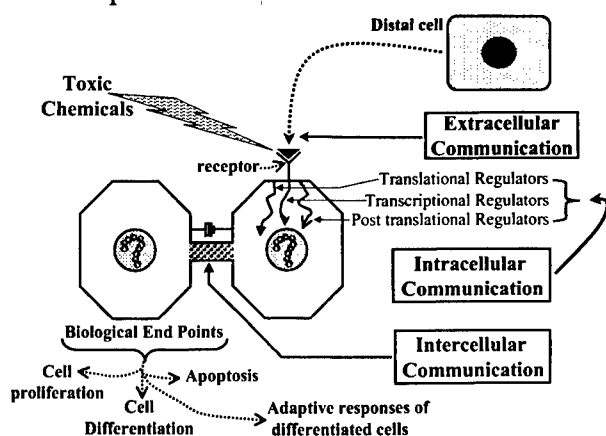 Distal cell
Toxic
Chemicals
Extracellular
Communication
receptor
Translational Regulators
Transcriptional Regulators
Post translational Regulators
Intracellular
Communication
Biological End Points
Intercellular
Communication
Cell
proliferation
Apoptosis
Cell
Differentiation
Adaptive responses of
differentiated cells